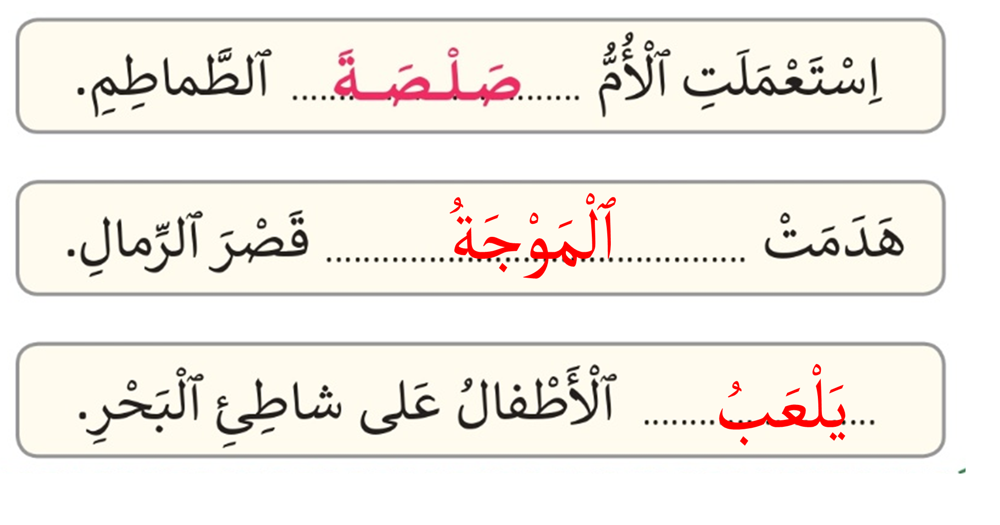 اِسْتَعْمَلَتِ ٱلْأُمُّ صَلْصَةَ ٱلطَّماطِمِ.
هَدَمَتْ ٱلْمَوْجَةُ قَصْرَ ٱلرِّمالِ.
يَلْعَبُ ٱلْأَطْفالُ عَلى شاطِئِ ٱلْبَحْرِ.